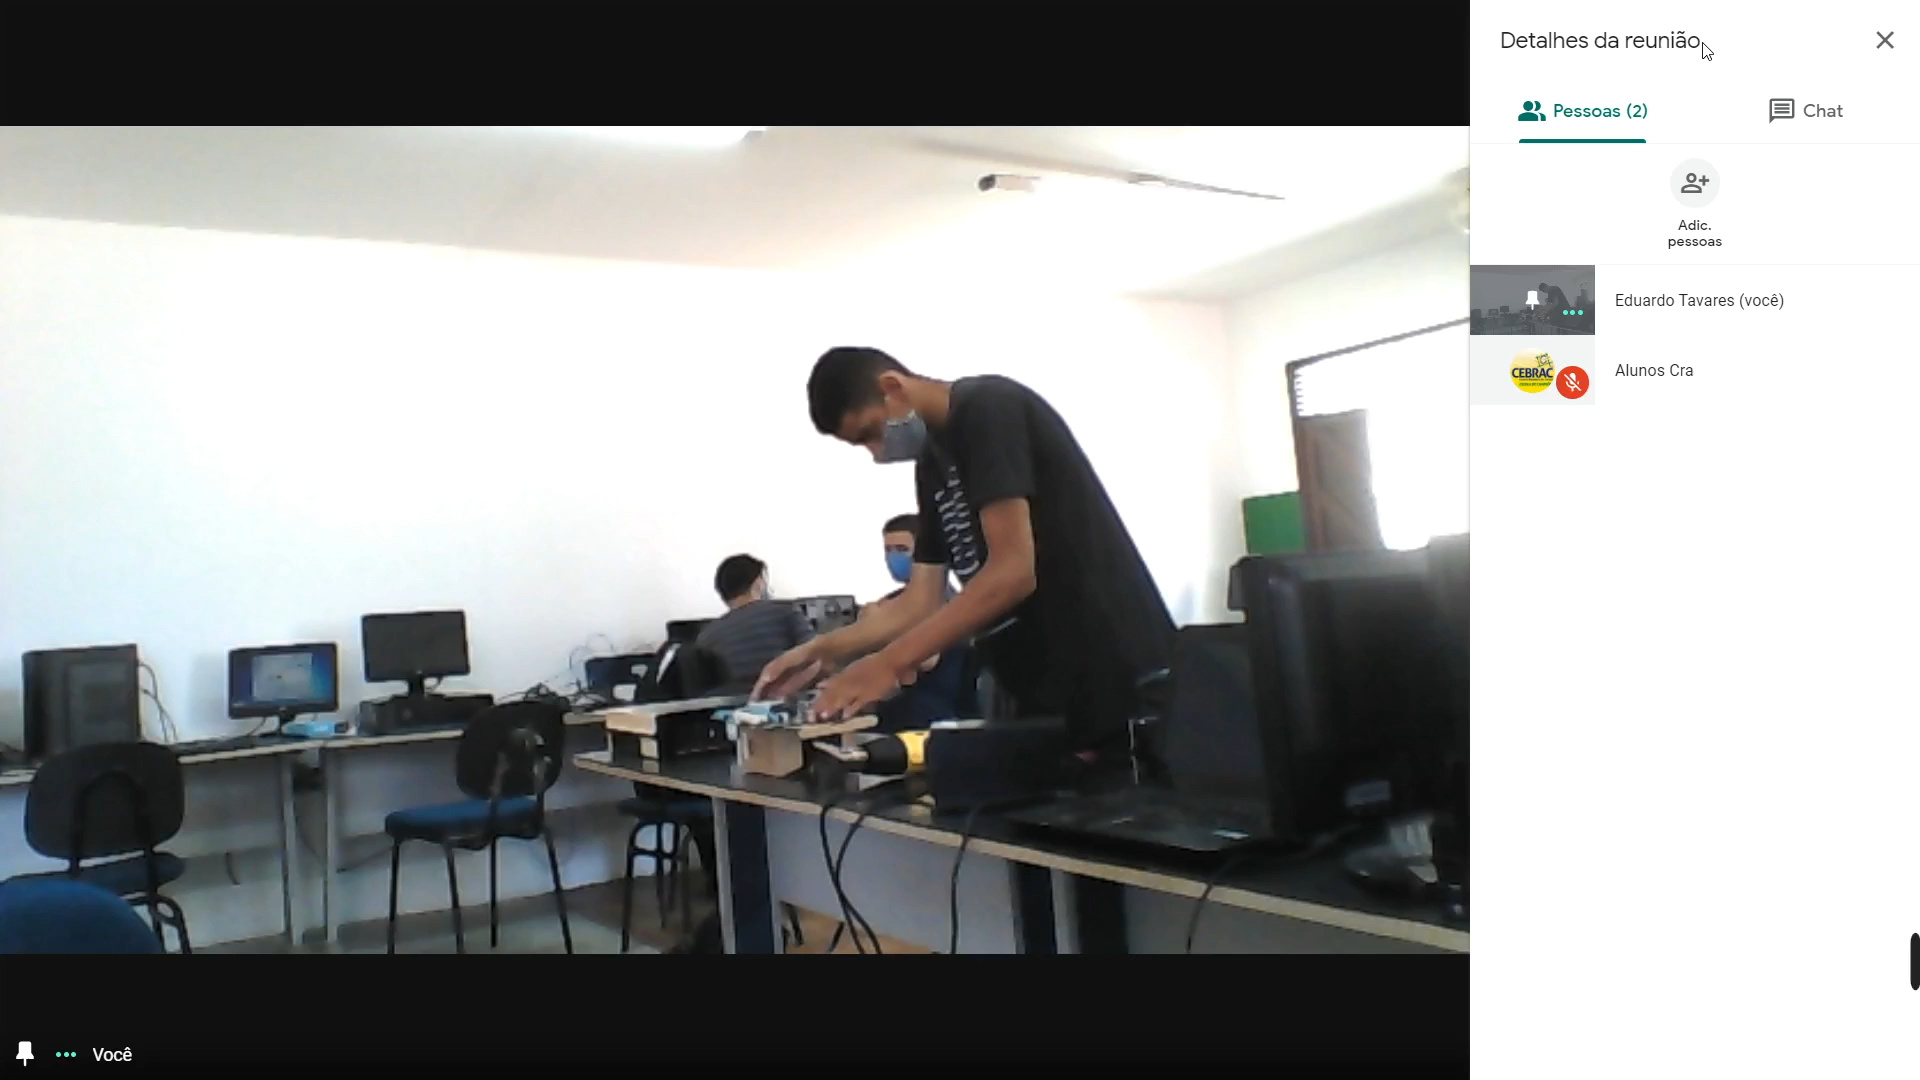 Detalhes da reunião
Pessoas (2)
Chat
Adic.
pessoas
Eduardo Tavares (você)
CEBRAC
Alunos Cra
Você